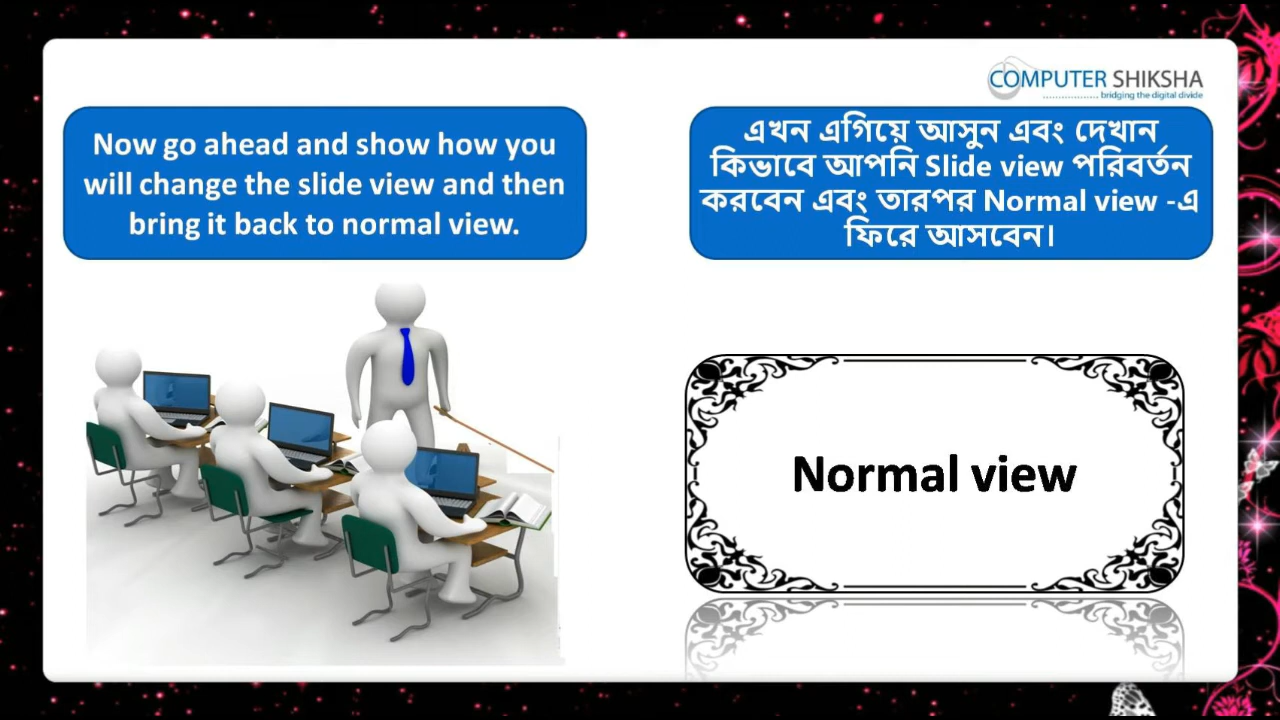 COMPUTER SHIKSHA
bridging the digital divide
Now go ahead and show how you
will change the slide view and then
bring it back to normal view.
এখন এগিয়ে আসুন এবং দেখান
কিভাবে আপনি Slide view পরিবর্তন
করবেন এবং তারপর Normal view -এ
ফিরে আসবেন।
Normal view